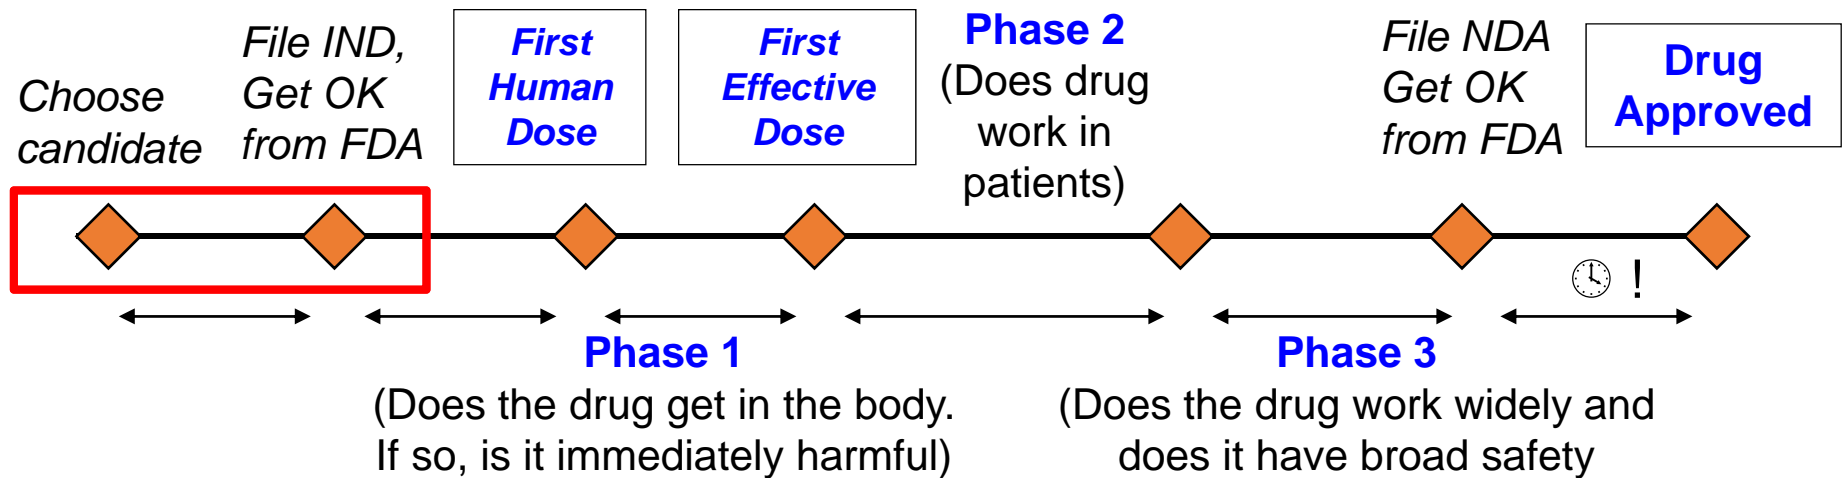 Choose
candidate
File IND,
Get OK
from FDA
First
Human
Dose
First
Effective
Dose
Phase 2
(Does drug
work in
patients)
File NDA
Get OK
from FDA
Drug
Approved
!
Phase 1
(Does the drug get in the body.
If so, is it immediately harmful)
Phase 3
(Does the drug work widely and
does it have broad safety